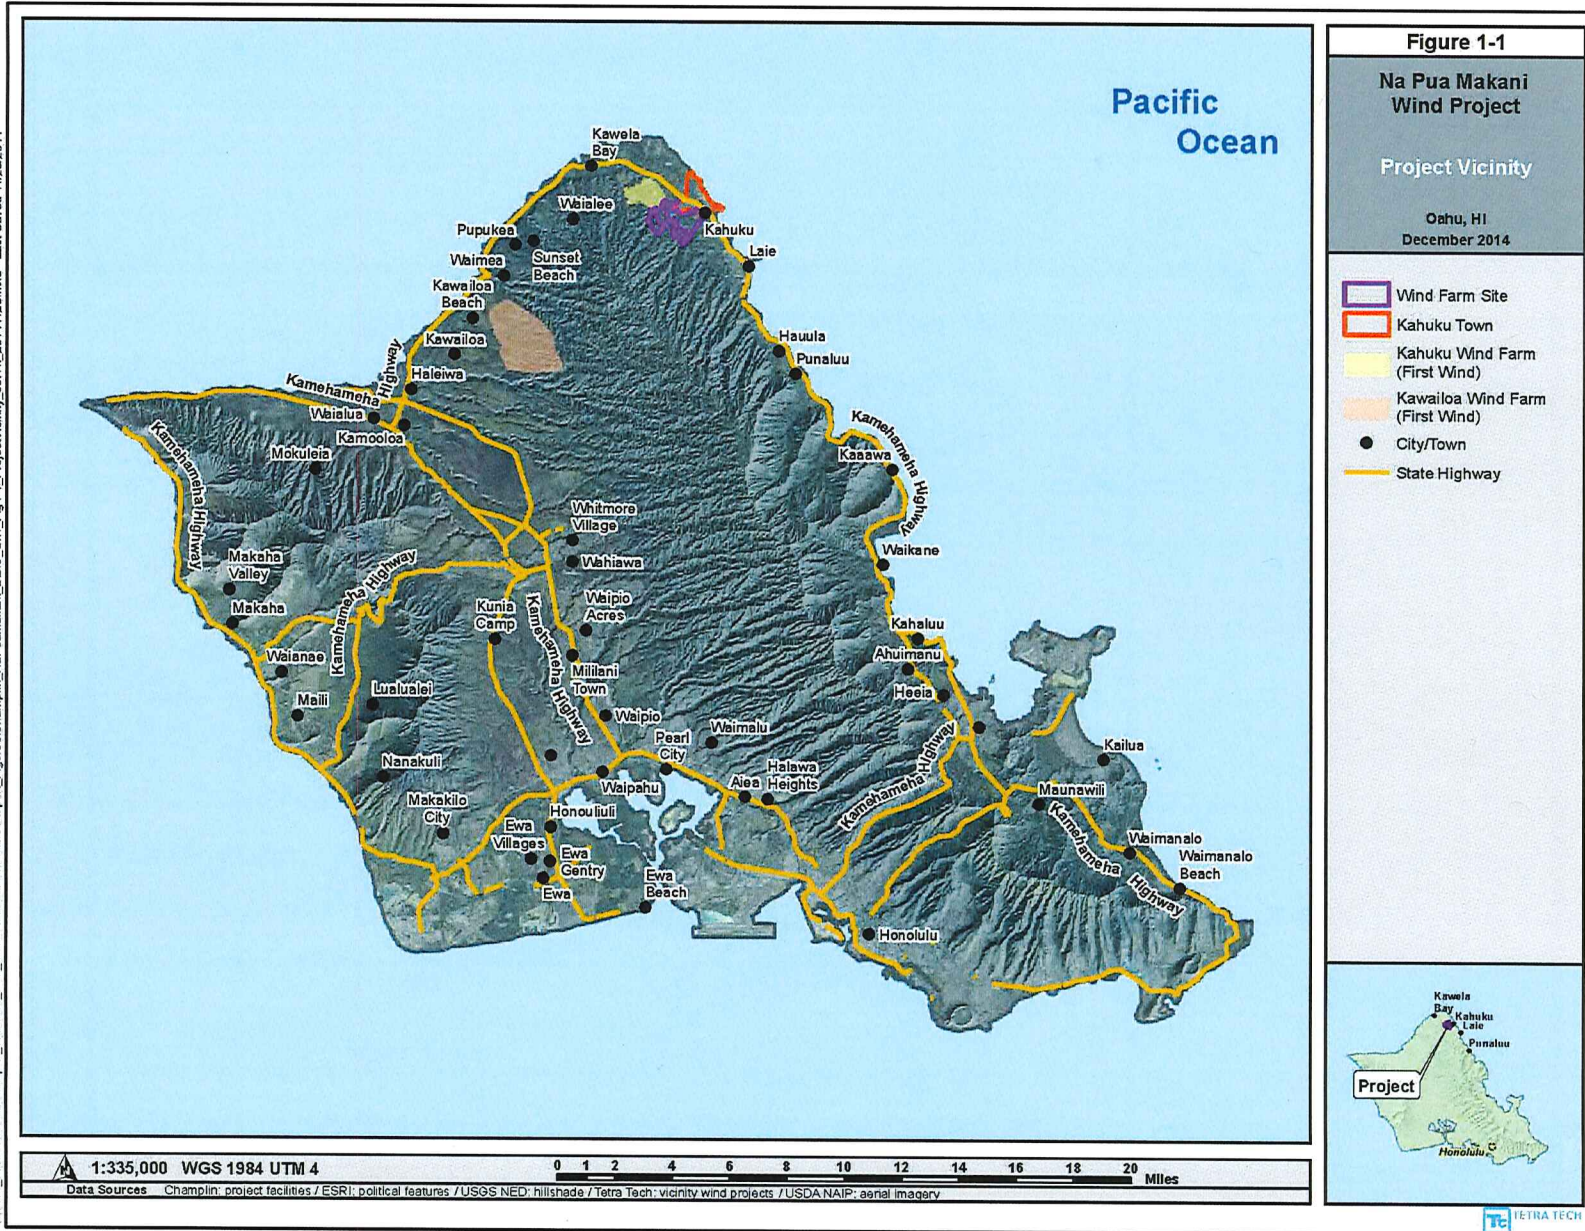 Figure 1-1
Na Pua Makani
Wind Project
Project Vicinity
Oahu, HI
December 2014
Wind Farm Site
Kahuku Town
Kahuku Wind Farm
(First Wind)
Kawailoa Wind Farm
(First Wind)
City/Town
State Highway
Pacific
Ocean
Kawela
Bay
Waialee
Kahuku
Pupukea
Sunset
Beach
Laie
Waimea
Kawailoa
Beach
Kawailoa
Hauula
Punaluu
Haleiwa
Kamehameha Highway
Waialua
Kamooloa
Mokuleia
Kamehameha Highway
Kamehameha Highway
Kaaawa
Whitmore
Village
Wahiawa
Waikane
Makaha
Valley
Makaha
Kamehameha Highway
Kunia
Camp
Waipio
Acres
Kamehameha Highway
Mililani
Town
Kahaluu
Ahuimanu
Heeia
Waianae
Maili
Lualualei
Waipio
Waimalu
Pearl
City
Nanakuli
Waipahu
Aiea
Halawa
Heights
Kamehameha Highway
Kailua
Maunawili
Makakilo
City
Honouliuli
Ewa
Villages
Ewa
Gentry
Ewa
Ewa
Beach
Kamehameha Highway
Waimanalo
Waimanalo
Beach
Honolulu
Kawela
Bay
Kahuku
Laie
Punaluu
Project
Honolulu
N
1:335,000 WGS 1984 UTM 4
0 1 2 4 6 8 10 12 14 16 18 20
Miles
Data Sources Champlin: project facilities / ESRI: political features / USGS NED: hillshade / Tetra Tech: vicinity wind projects / USDA NAIP: aerial imagery
Tt TETRA TECH